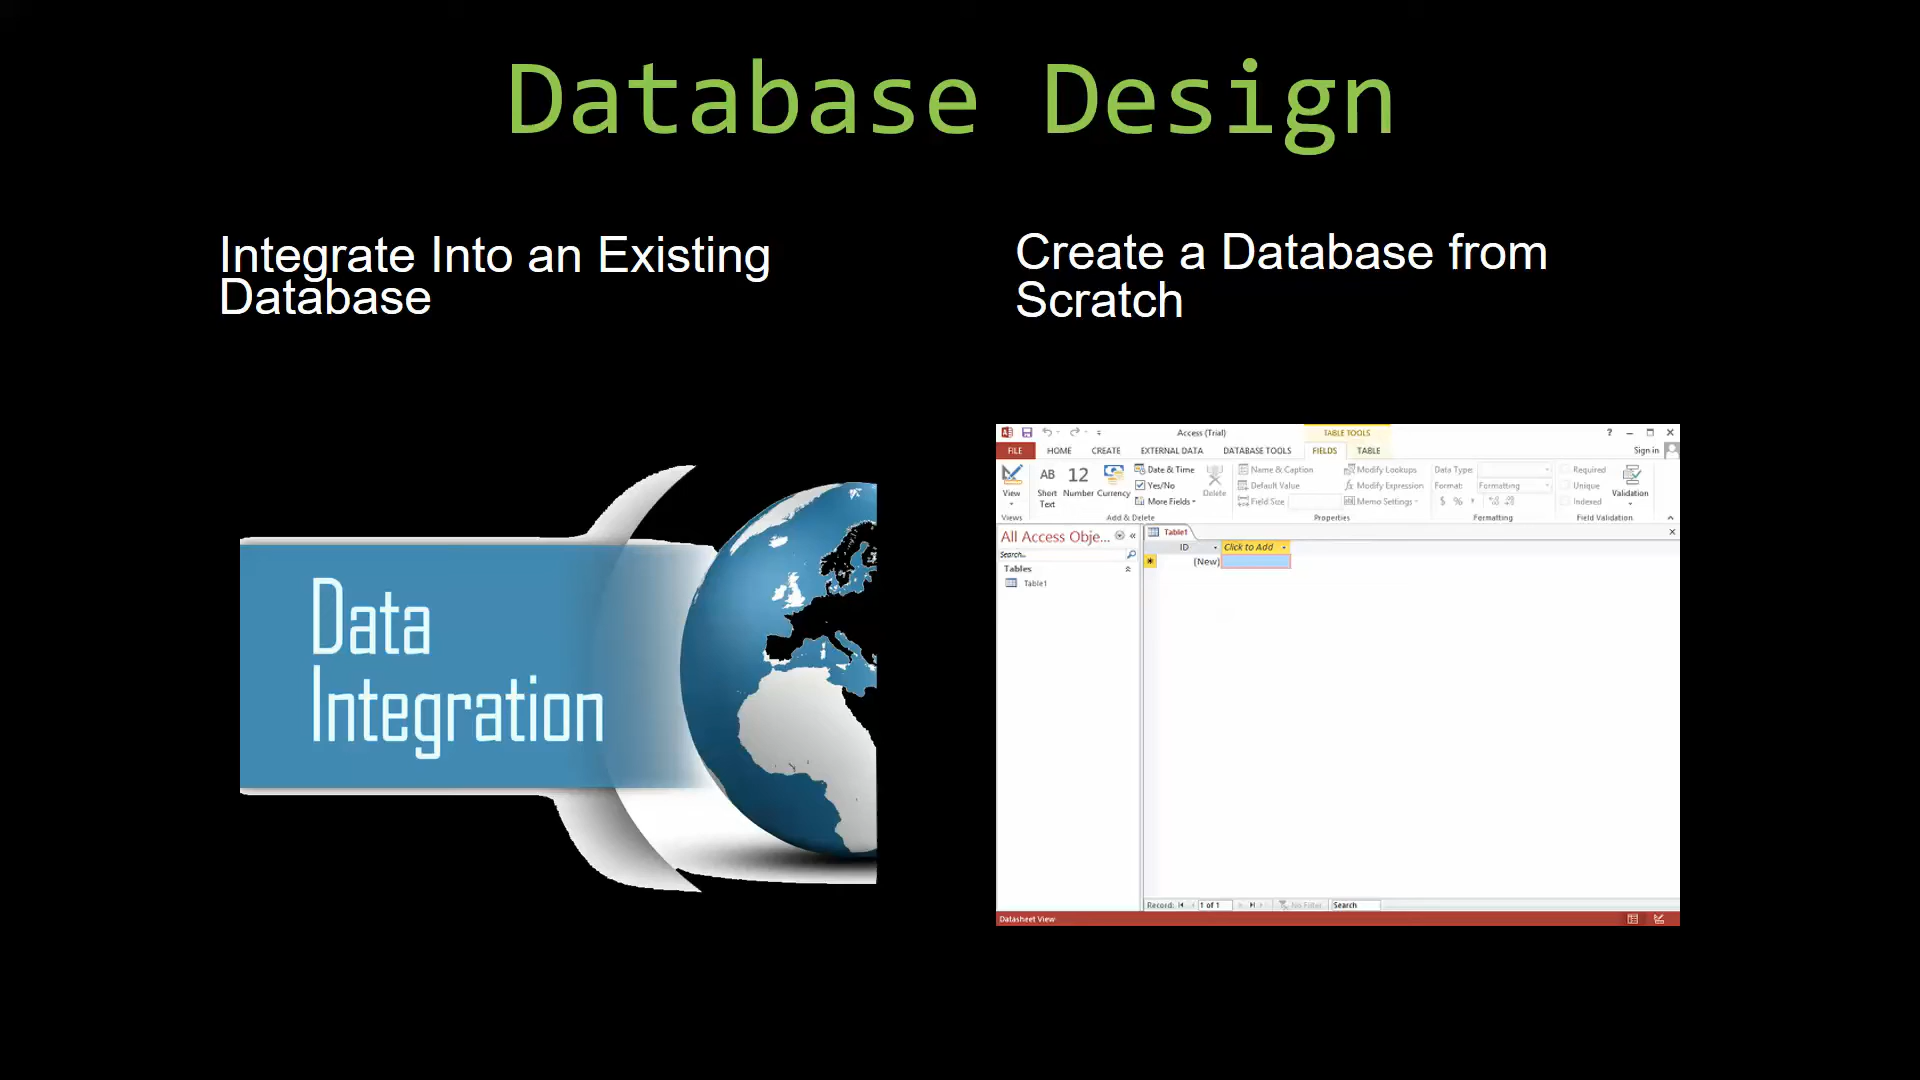 Database Design
Integrate Into an Existing
Database
Create a Database from
Scratch
Data
Integration
Access (Trial)
TABLE TOOLS
?
FILE
HOME
CREATE
EXTERNAL DATA
DATABASE TOOLS
FIELDS
TABLE
Sign in
View
Views
AB
Short
Text
12
Number
Currency
Date & Time
Yes/No
More Fields
Delete
Add & Delete
Name & Caption
Default Value
Field Size
Modify Lookups
Modify Expression
Memo Settings
Properties
Data Type:
Format:
Formatting
$ %
Formatting
Required
Unique
Indexed
Validation
Field Validation
All Access Obje...
Search...
Tables
Table1
Table1
ID
Click to Add
(New)
Record:
1 of 1
No Filter
Search
Datasheet View